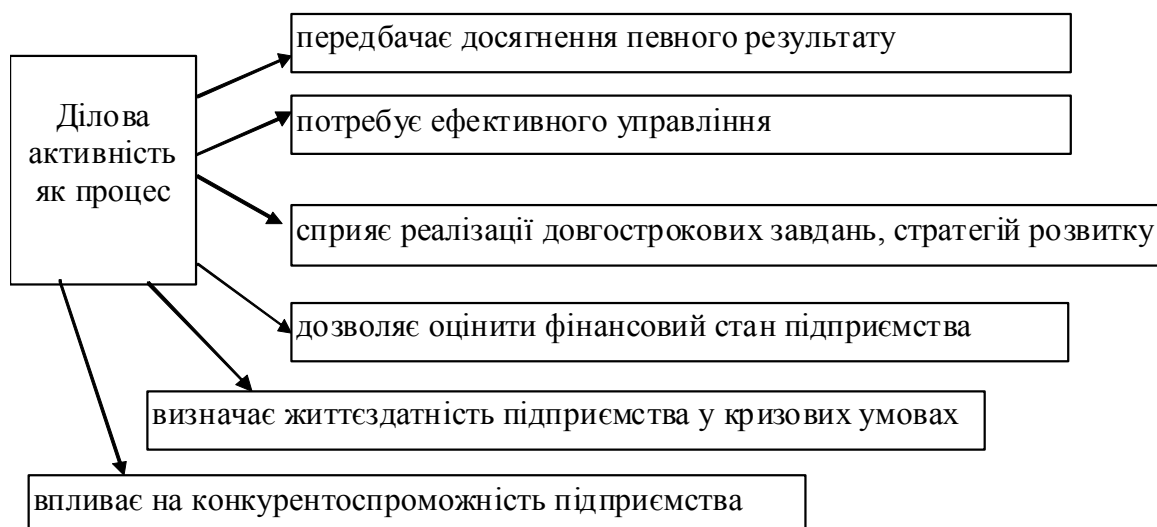 Ділова
активність
як процес
передбачає досягнення певного результату
потребує ефективного управління
сприяє реалізації довгострокових завдань, стратегій розвитку
дозволяє оцінити фінансовий стан підприємства
визначає життєздатність підприємства у кризових умовах
впливає на конкурентоспроможність підприємства